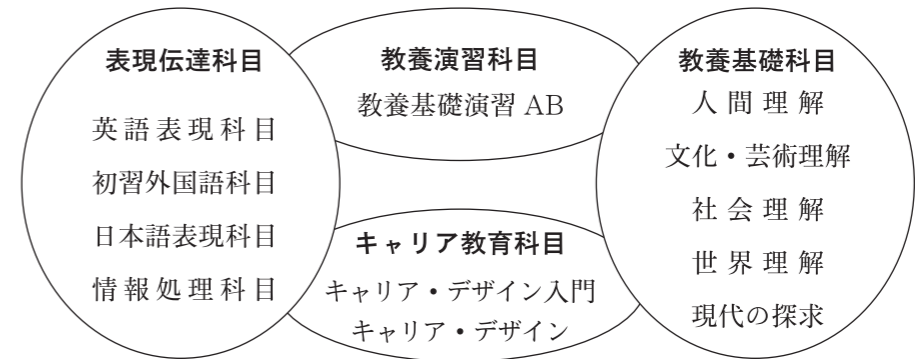 表現伝達科目
英語表現科目
初習外国語科目
日本語表現科目
情報処理科目
教養演習科目
教養基礎演習 AB
キャリア教育科目
キャリア・デザイン入門
キャリア・デザイン
教養基礎科目
人間理解
文化・芸術理解
社会理解
世界理解
現代の探求